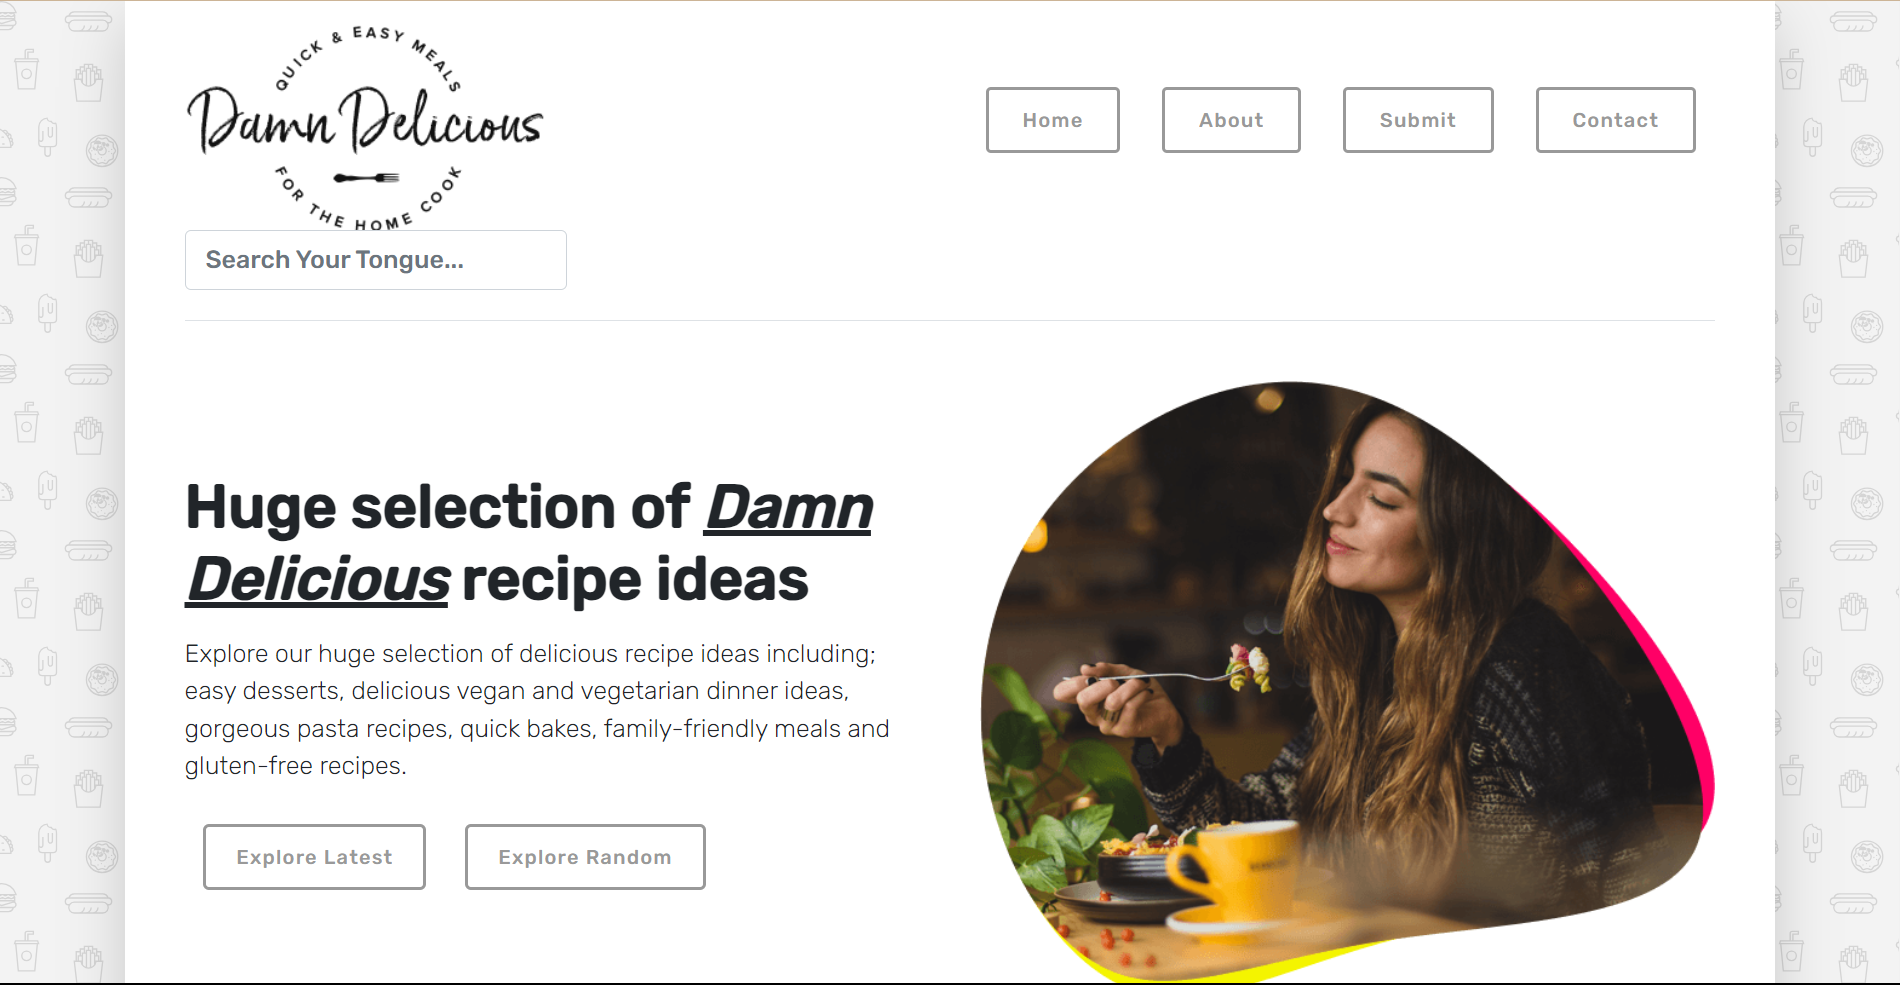 QUICK & EASY MEALS
Damn Delicious
FOR THE HOME COOK
Home
About
Submit
Contact
Search Your Tongue...
Huge selection of Damn
Delicious recipe ideas
Explore our huge selection of delicious recipe ideas including;
easy desserts, delicious vegan and vegetarian dinner ideas,
gorgeous pasta recipes, quick bakes, family-friendly meals and
gluten-free recipes.
Explore Latest
Explore Random